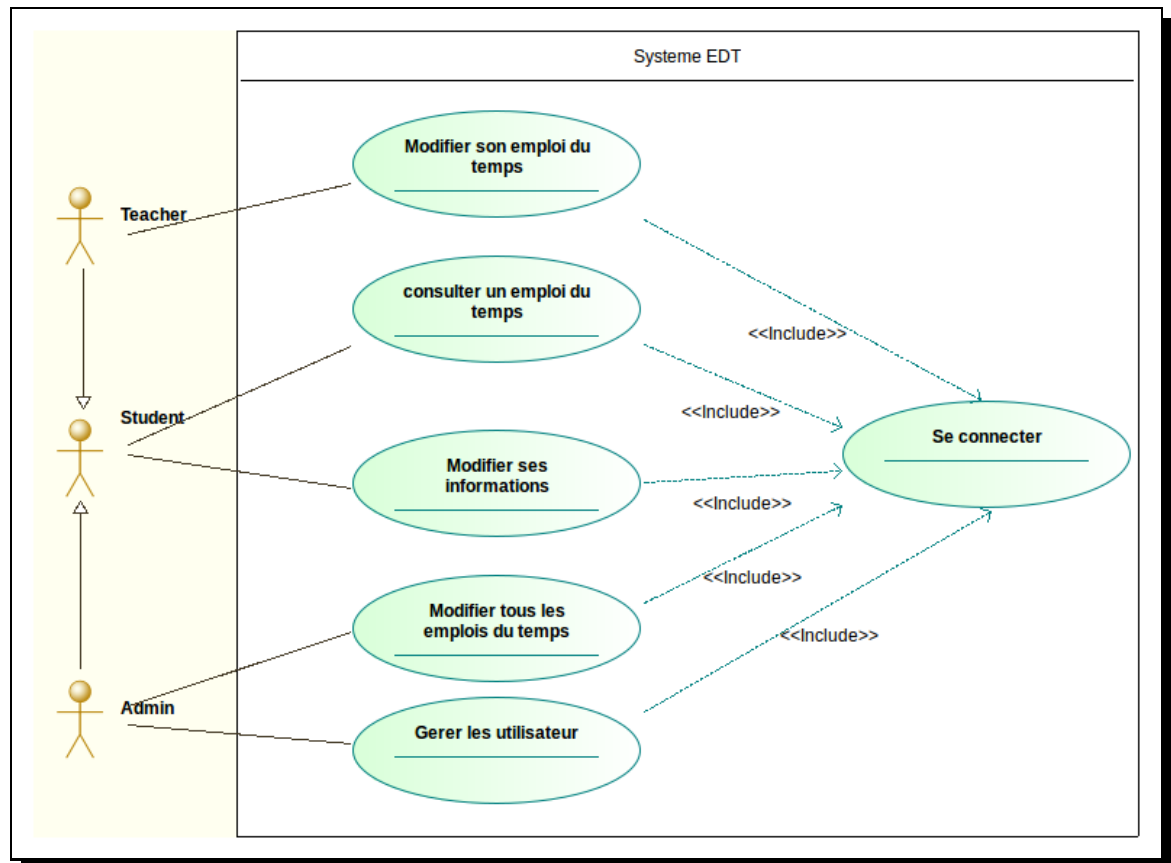 Systeme EDT
Modifier son emploi du
temps
Teacher
consulter un emploi du
temps
<<Include>>
<<Include>>
Student
Se connecter
Modifier ses
informations
<<Include>>
<<Include>>
Modifier tous les
emplois du temps
<<Include>>
Admin
Gerer les utilisateur